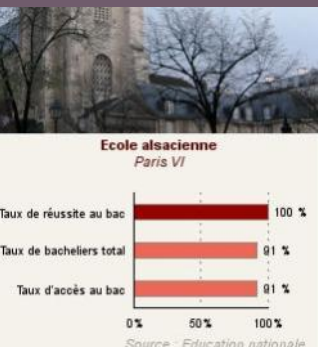 Ecole alsacienne
Paris VI
Taux de réussite au bac 100 %
Taux de bacheliers total 91 %
Taux d'accès au bac 91 %
0% 50% 100%
Source : Education nationale